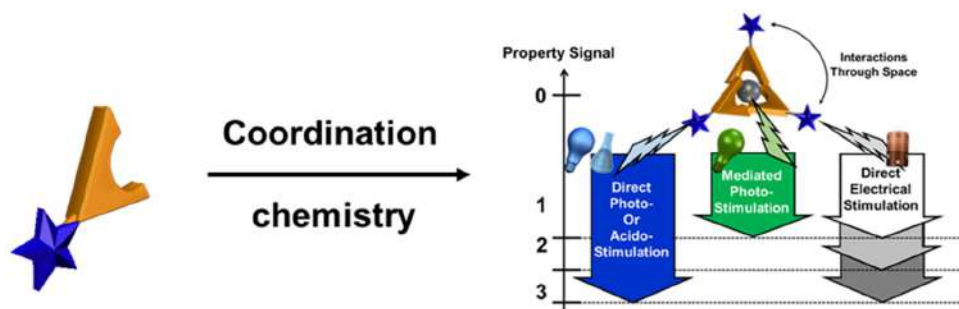 Coordination
chemistry
Property Signal
Interactions
Through Space
0
1
2
3
Direct
Photo-
Or
Acido-
Stimulation
Mediated
Photo-
Stimulation
Direct
Electrical
Stimulation